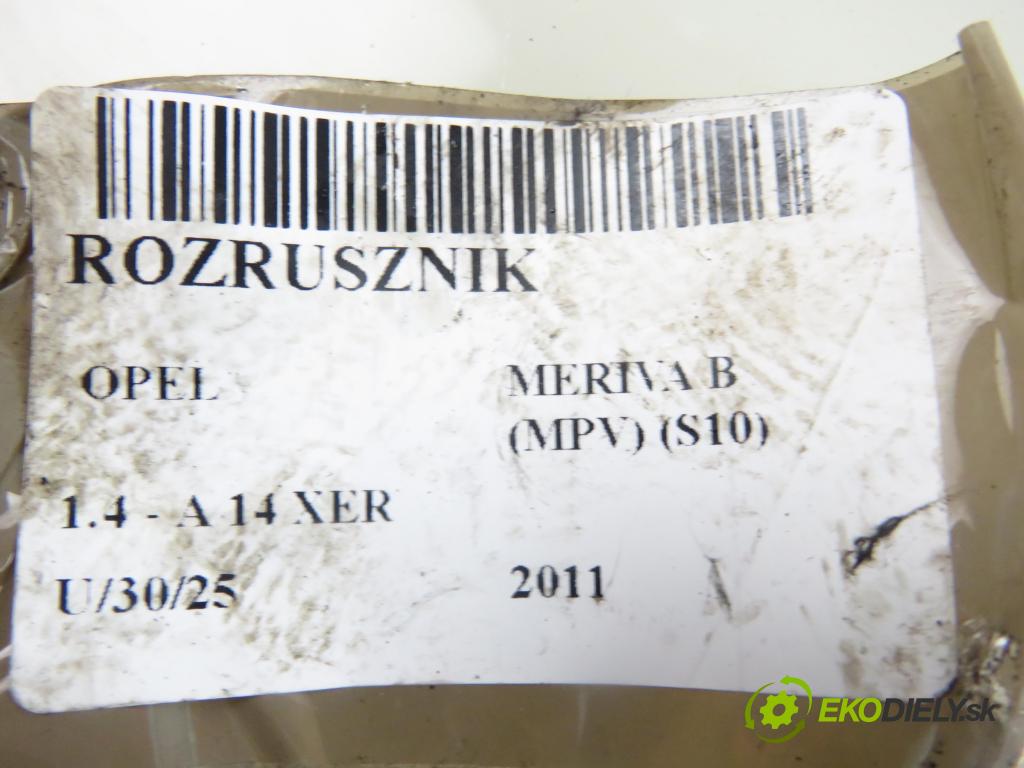 ROZRUSZNIK
OPEL
MERIVA B
(MPV) (S10)
1.4 - A 14 XER
U/30/25
2011
EKODIELY.sk